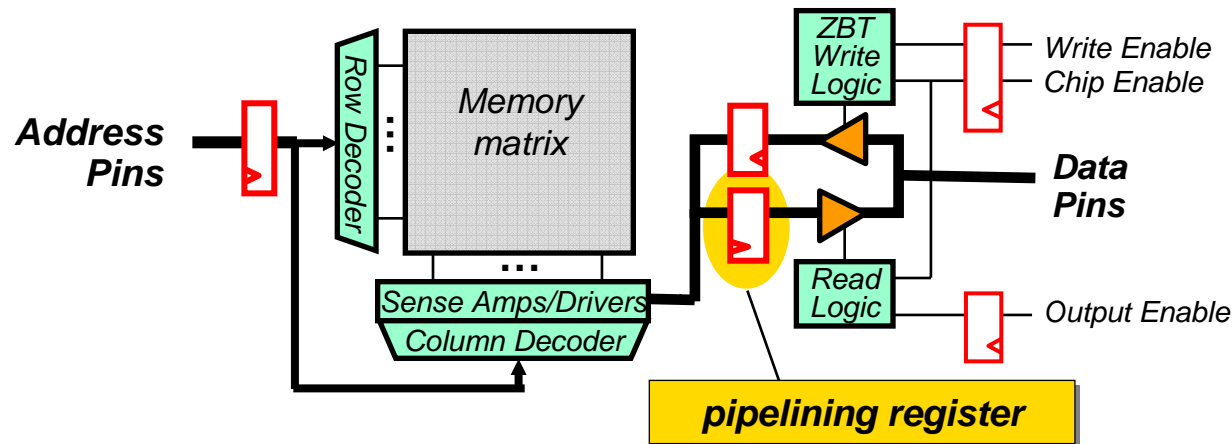 Address
Pins
Row Decoder
Memory
matrix
...
...
Sense Amps/Drivers
Column Decoder
ZBT
Write
Logic
Write Enable
Chip Enable
Data
Pins
Read
Logic
Output Enable
pipelining register